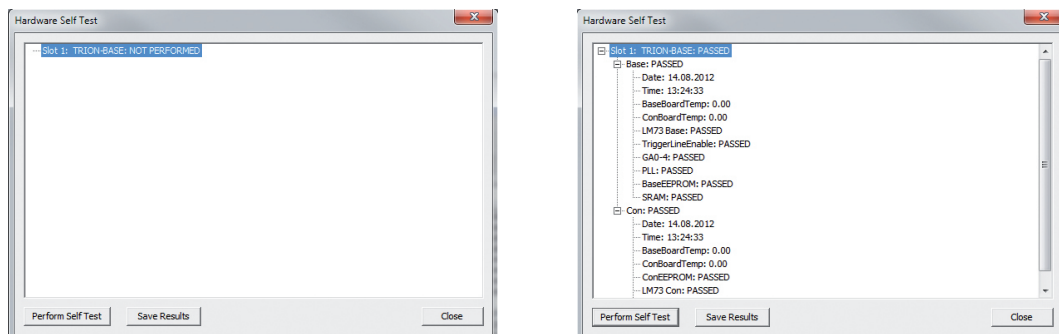 Hardware Self Test
Slot 1: TRION-BASE: NOT PERFORMED
Perform Self Test
Save Results
Close
Hardware Self Test
Slot 1: TRION-BASE: PASSED
Base: PASSED
Date: 14.08.2012
Time: 13:24:33
BaseBoardTemp: 0.00
ConBoardTemp: 0.00
LM73 Base: PASSED
TriggerLineEnable: PASSED
GA0-4: PASSED
PLL: PASSED
BaseEEPROM: PASSED
SRAM: PASSED
Con: PASSED
Date: 14.08.2012
Time: 13:24:33
BaseBoardTemp: 0.00
ConBoardTemp: 0.00
ConEEPROM: PASSED
LM73 Con: PASSED
Perform Self Test
Save Results
Close